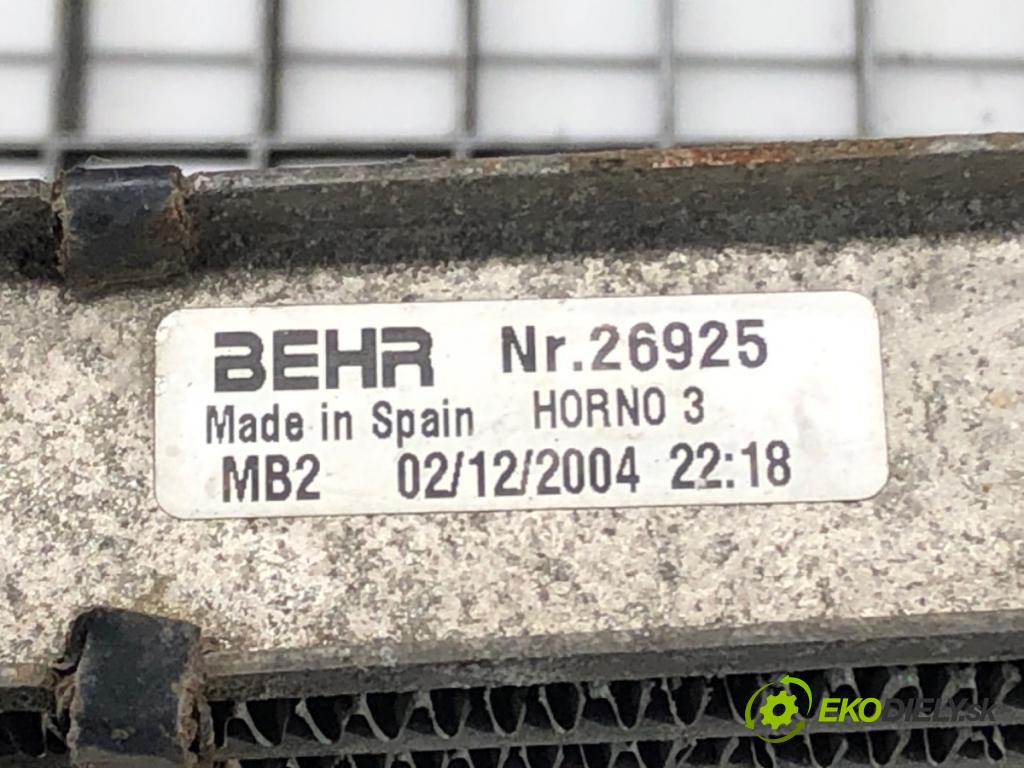 BEHR Nr.26925
Made in Spain HORNO 3
MB2 02/12/2004 22:18
EKODIELY.SK